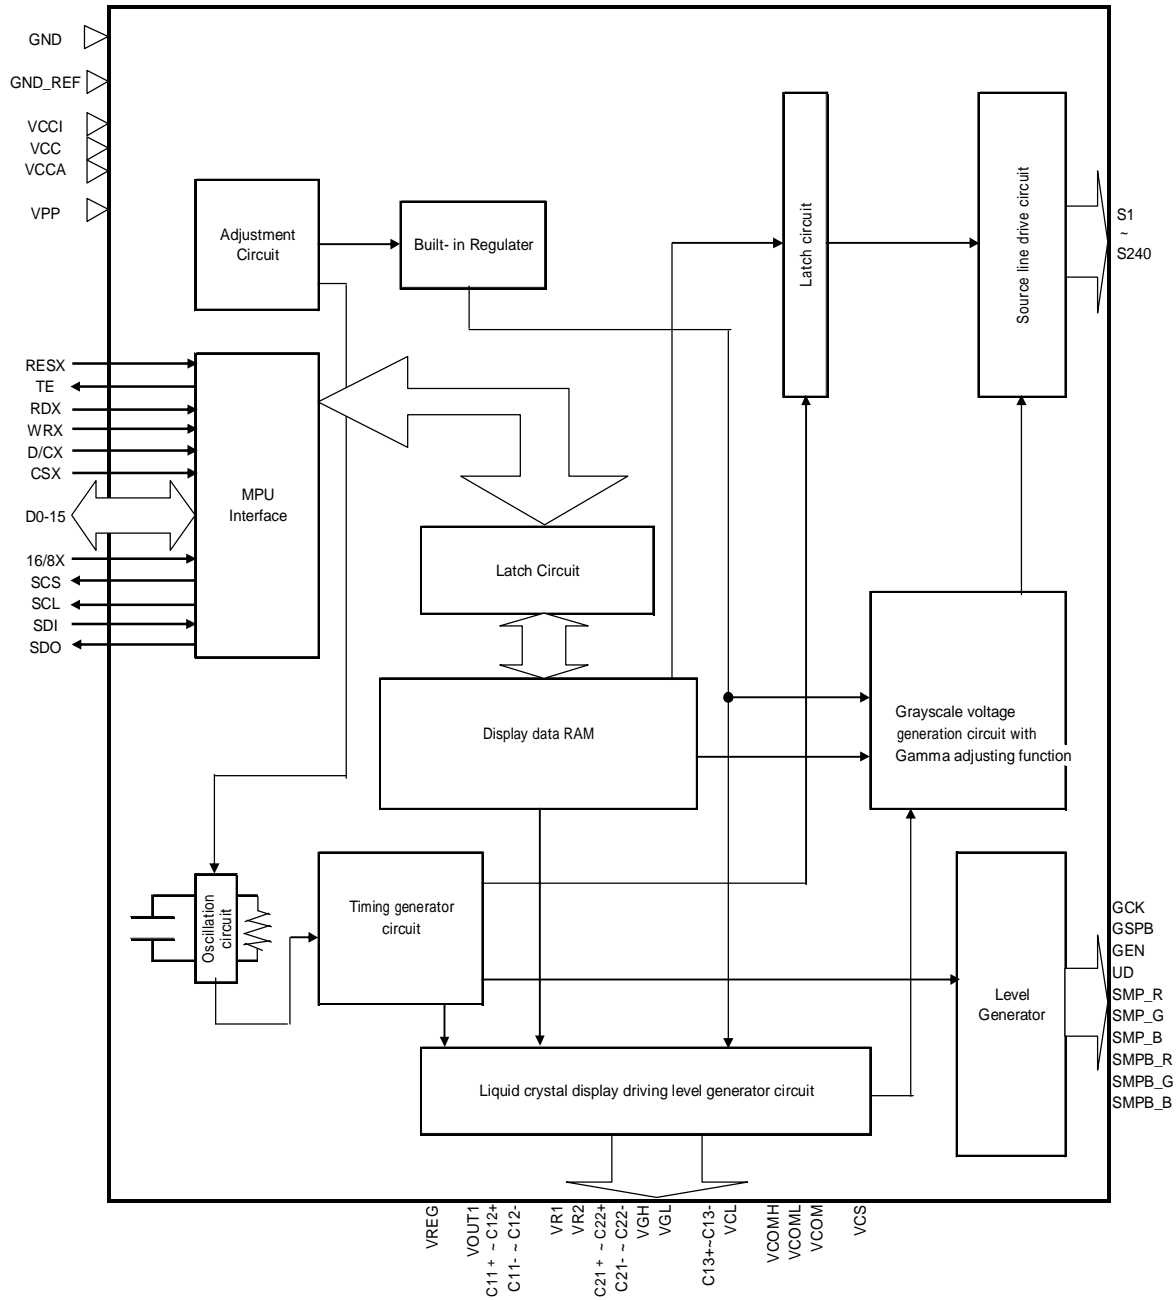 GND
GND_REF
VCCI
VCC
VCCA
VPP
Adjustment
Circuit
Built- in Regulater
Latch circuit
Source line drive circuit
S1
~
S240
RESX
TE
RDX
WRX
D/CX
CSX
D0-15
16/8X
SCS
SCL
SDI
SDO
MPU
Interface
Latch Circuit
Display data RAM
Grayscale voltage
generation circuit with
Gamma adjusting function
Oscillation
circuit
Timing generator
circuit
Level
Generator
GCK
GSPB
GEN
UD
SMP_R
SMP_G
SMP_B
SMPB_R
SMPB_G
SMPB_B
Liquid crystal display driving level generator circuit
VREG
VOUT1
C11+ ~ C12+
C11- ~ C12-
VR1
VR2
C21+ ~ C22+
C21- ~ C22-
VGH
VGL
C13+~C13-
VCL
VCOMH
VCOML
VCOM
VCS